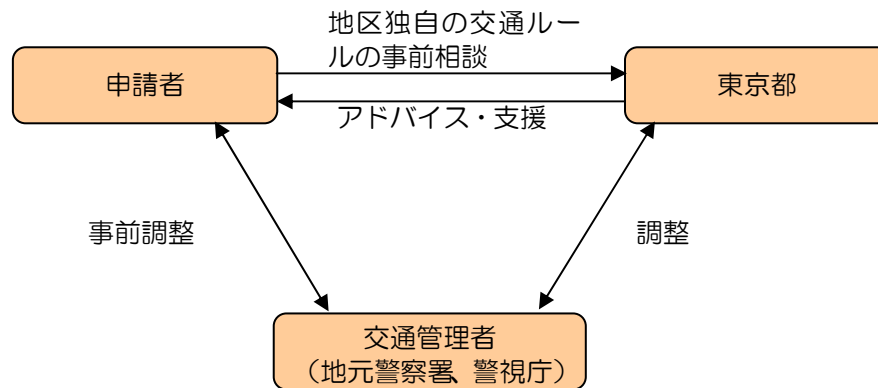 地区独自の交通ルー
ルの事前相談
申請者
東京都
アドバイス・支援
事前調整
調整
交通管理者
（地元警察署、警視庁）